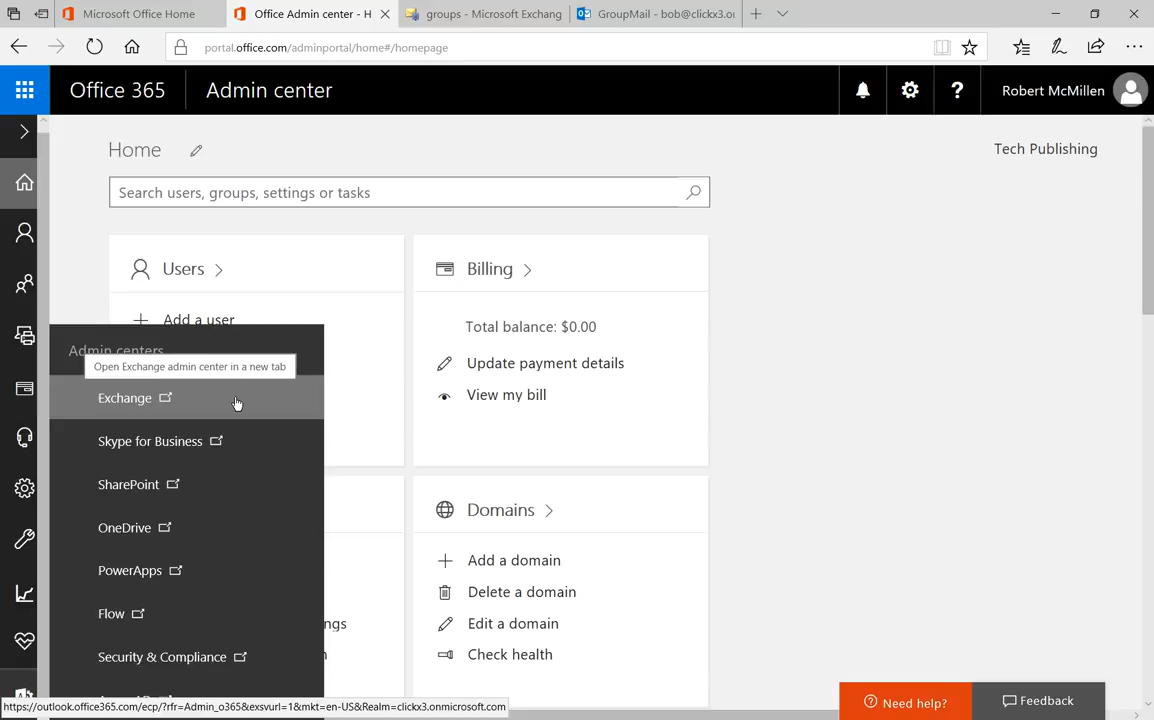 Microsoft Office Home
Office Admin center - H
groups - Microsoft Exchang
GroupMail - bob@clickx3.o
portal.office.com/adminportal/home#/homepage
Office 365
Admin center
?
Robert McMillen
Home
Tech Publishing
Search users, groups, settings or tasks
Users
Billing
Add a user
Total balance: $0.00
Admin centers
Open Exchange admin center in a new tab
Update payment details
Exchange
View my bill
Skype for Business
SharePoint
Domains
OneDrive
Add a domain
PowerApps
Delete a domain
Flow
ngs
Edit a domain
Security & Compliance
Check health
https://outlook.office365.com/ecp/?rfr=Admin_o365&exsvurl=1&mkt=en-US&Realm=clickx3.onmicrosoft.com
Need help?
Feedback